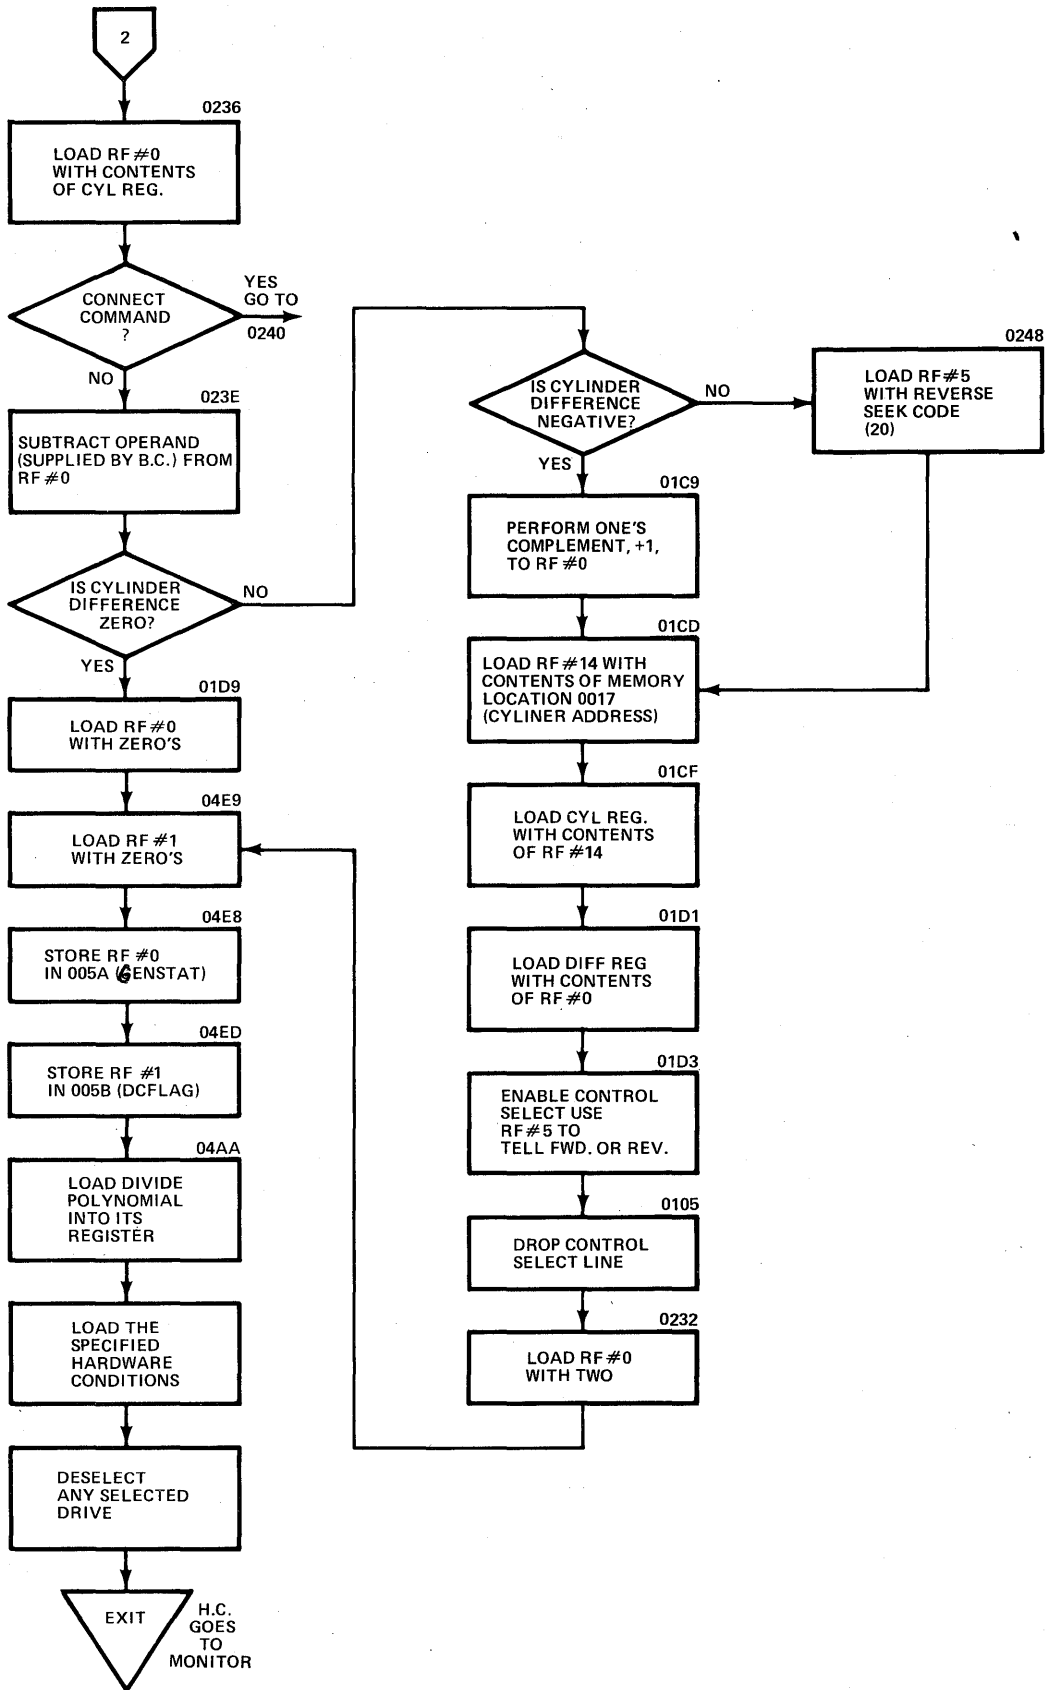 2
0236
LOAD RF #0
WITH CONTENTS
OF CYL REG.
CONNECT
COMMAND
?
YES
GO TO
0240
NO
023E
SUBTRACT OPERAND
(SUPPLIED BY B.C.) FROM
RF #0
IS CYLINDER
DIFFERENCE
ZERO?
NO
YES
01D9
LOAD RF #0
WITH ZERO'S
04E9
LOAD RF #1
WITH ZERO'S
04E8
STORE RF #0
IN 005A (GENSTAT)
04ED
STORE RF #1
IN 005B (DCFLAG)
04AA
LOAD DIVIDE
POLYNOMIAL
INTO ITS
REGISTER
LOAD THE
SPECIFIED
HARDWARE
CONDITIONS
DESELECT
ANY SELECTED
DRIVE
EXIT
H.C.
GOES
TO
MONITOR
IS CYLINDER
DIFFERENCE
NEGATIVE?
NO
YES
0248
LOAD RF #5
WITH REVERSE
SEEK CODE
(20)
01C9
PERFORM ONE'S
COMPLEMENT, +1,
TO RF #0
01CD
LOAD RF #14 WITH
CONTENTS OF MEMORY
LOCATION 0017
(CYLINER ADDRESS)
01CF
LOAD CYL REG.
WITH CONTENTS
OF RF #14
01D1
LOAD DIFF REG
WITH CONTENTS
OF RF #0
01D3
ENABLE CONTROL
SELECT USE
RF #5 TO
TELL FWD. OR REV.
0105
DROP CONTROL
SELECT LINE
0232
LOAD RF #0
WITH TWO